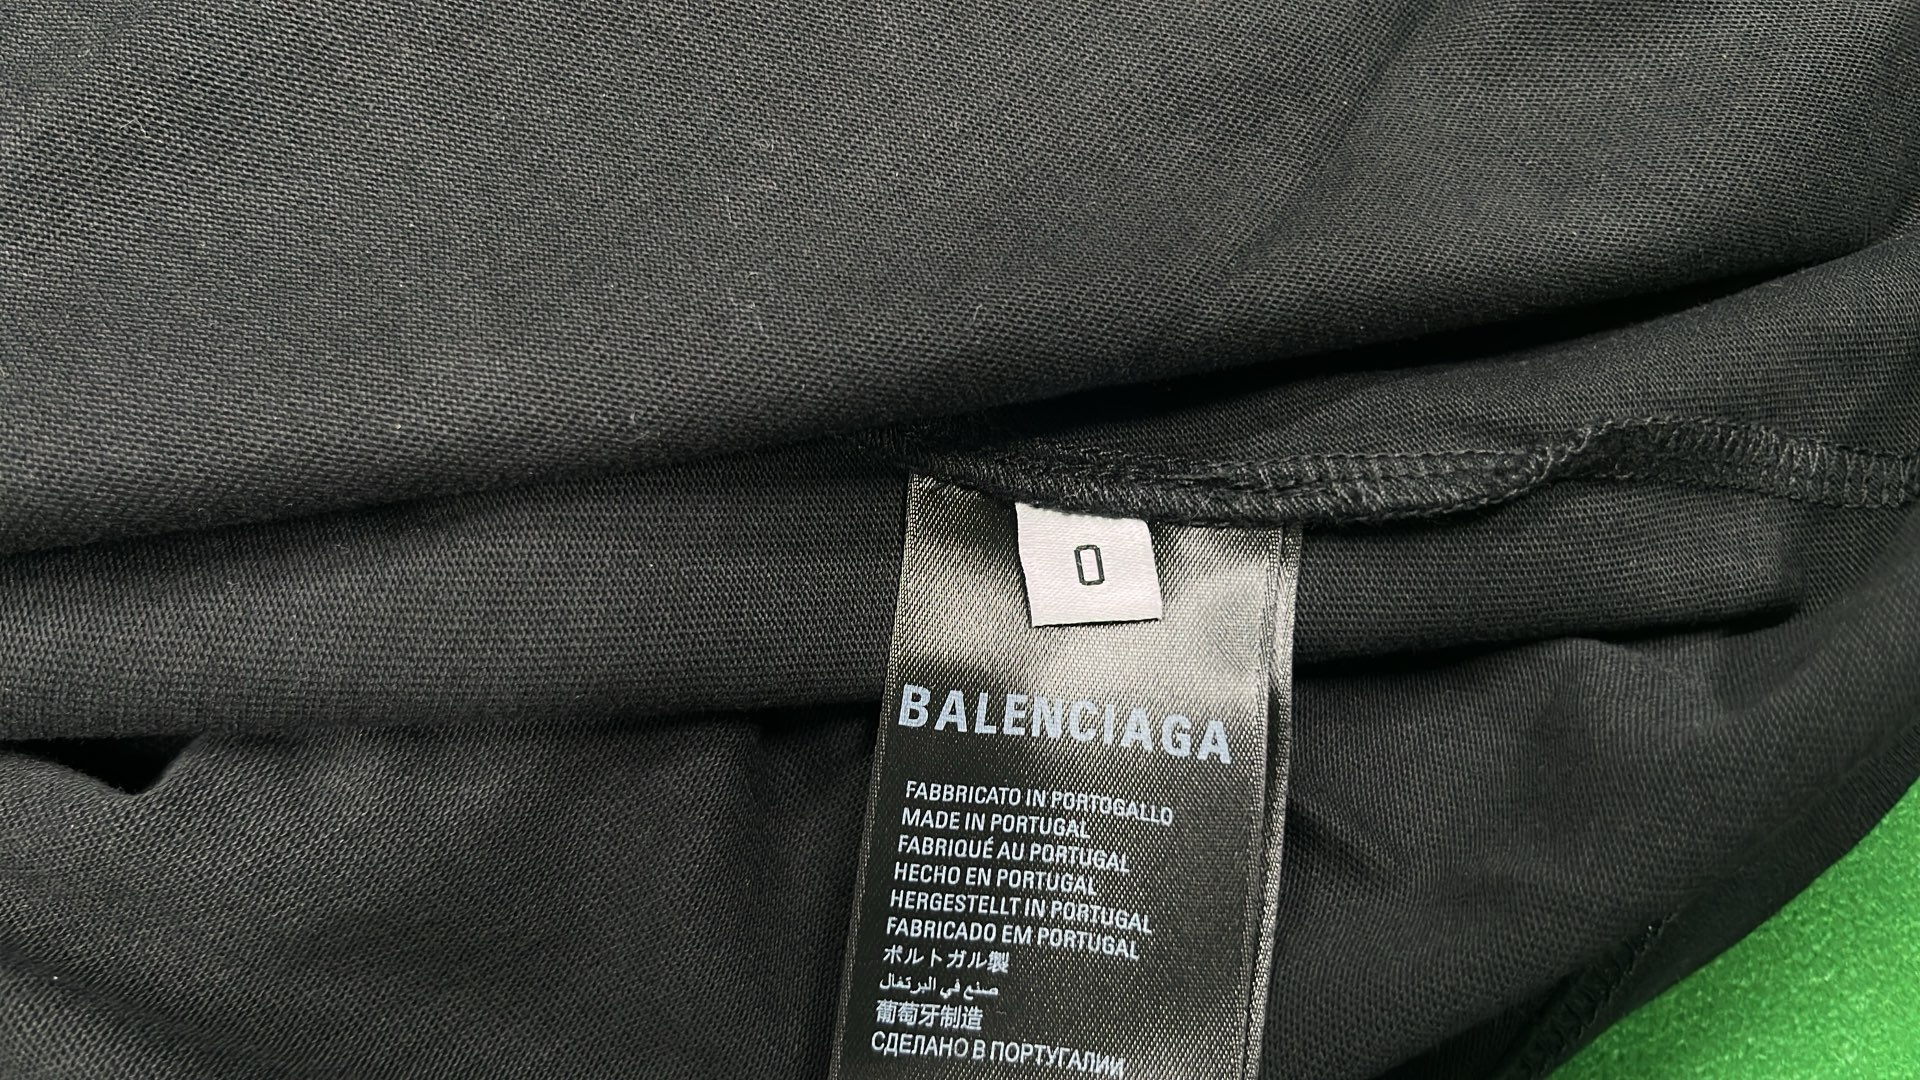 0
BALENCIAGA
FABBRICATO IN PORTOGALLO
MADE IN PORTUGAL
FABRIQUÉ AU PORTUGAL
HECHO EN PORTUGAL
HERGESTELLT IN PORTUGAL
FABRICADO EM PORTUGAL
ポルトガル製
صنع في البرتغال
葡萄牙制造
СДЕЛАНО В ПОРТУГАЛИИ